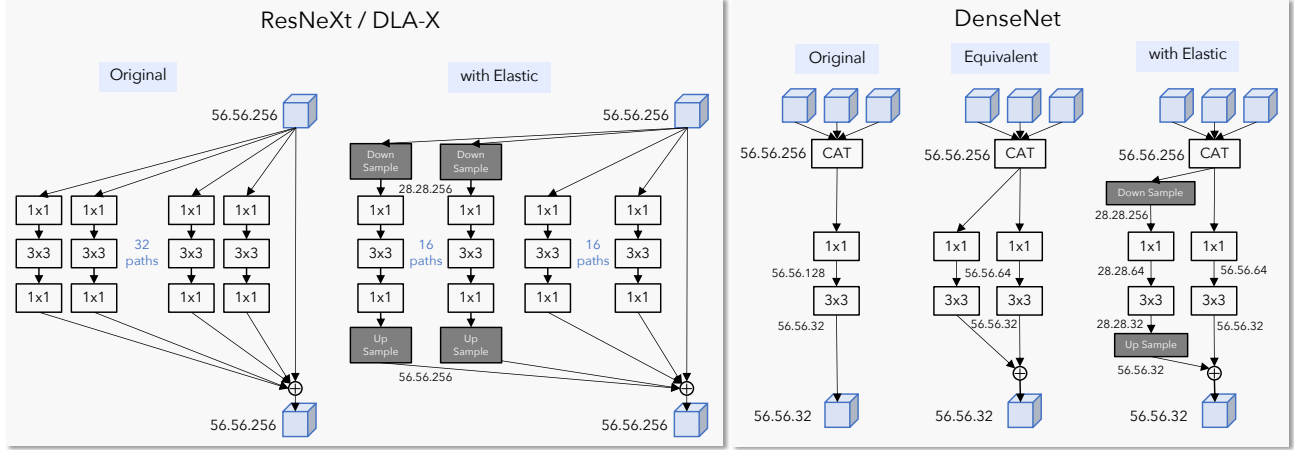 ResNeXt / DLA-X
Original
with Elastic
56.56.256
1x1
1x1
1x1
1x1
3x3
3x3
32
paths
3x3
3x3
1x1
1x1
1x1
1x1
56.56.256
56.56.256
Down
Sample
Down
Sample
28.28.256
1x1
1x1
1x1
1x1
3x3
16
paths
3x3
3x3
16
paths
3x3
1x1
1x1
1x1
1x1
Up
Sample
Up
Sample
56.56.256
56.56.256
DenseNet
Original
Equivalent
with Elastic
56.56.256
CAT
1x1
56.56.128
3x3
56.56.32
56.56.32
56.56.256
CAT
1x1
1x1
56.56.64
3x3
3x3
56.56.32
56.56.32
56.56.256
CAT
Down Sample
28.28.256
1x1
1x1
28.28.64
56.56.64
3x3
3x3
28.28.32
56.56.32
Up Sample
56.56.32
56.56.32